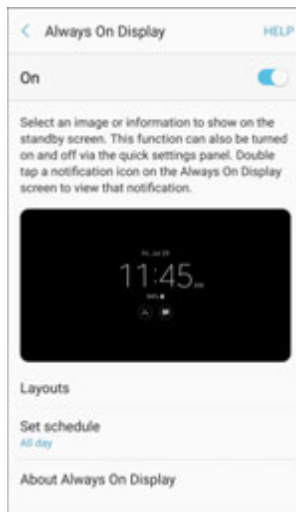 Always On Display HELP
On
Select an image or information to show on the
standby screen. This function can also be turned
on and off via the quick settings panel. Double
tap a notification icon on the Always On Display
screen to view that notification.
11:45
Layouts
Set schedule
All day
About Always On Display